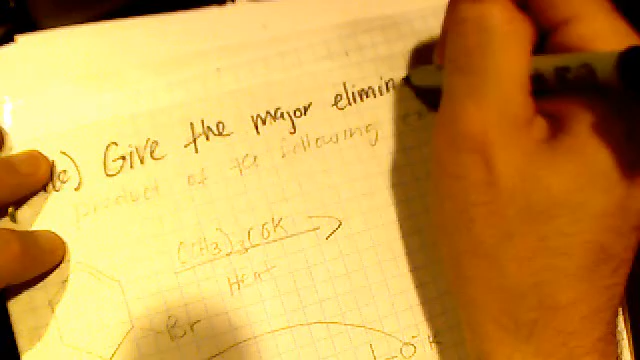 Give the major elimin
product of the following
(CH3)3COK
Heat
Br